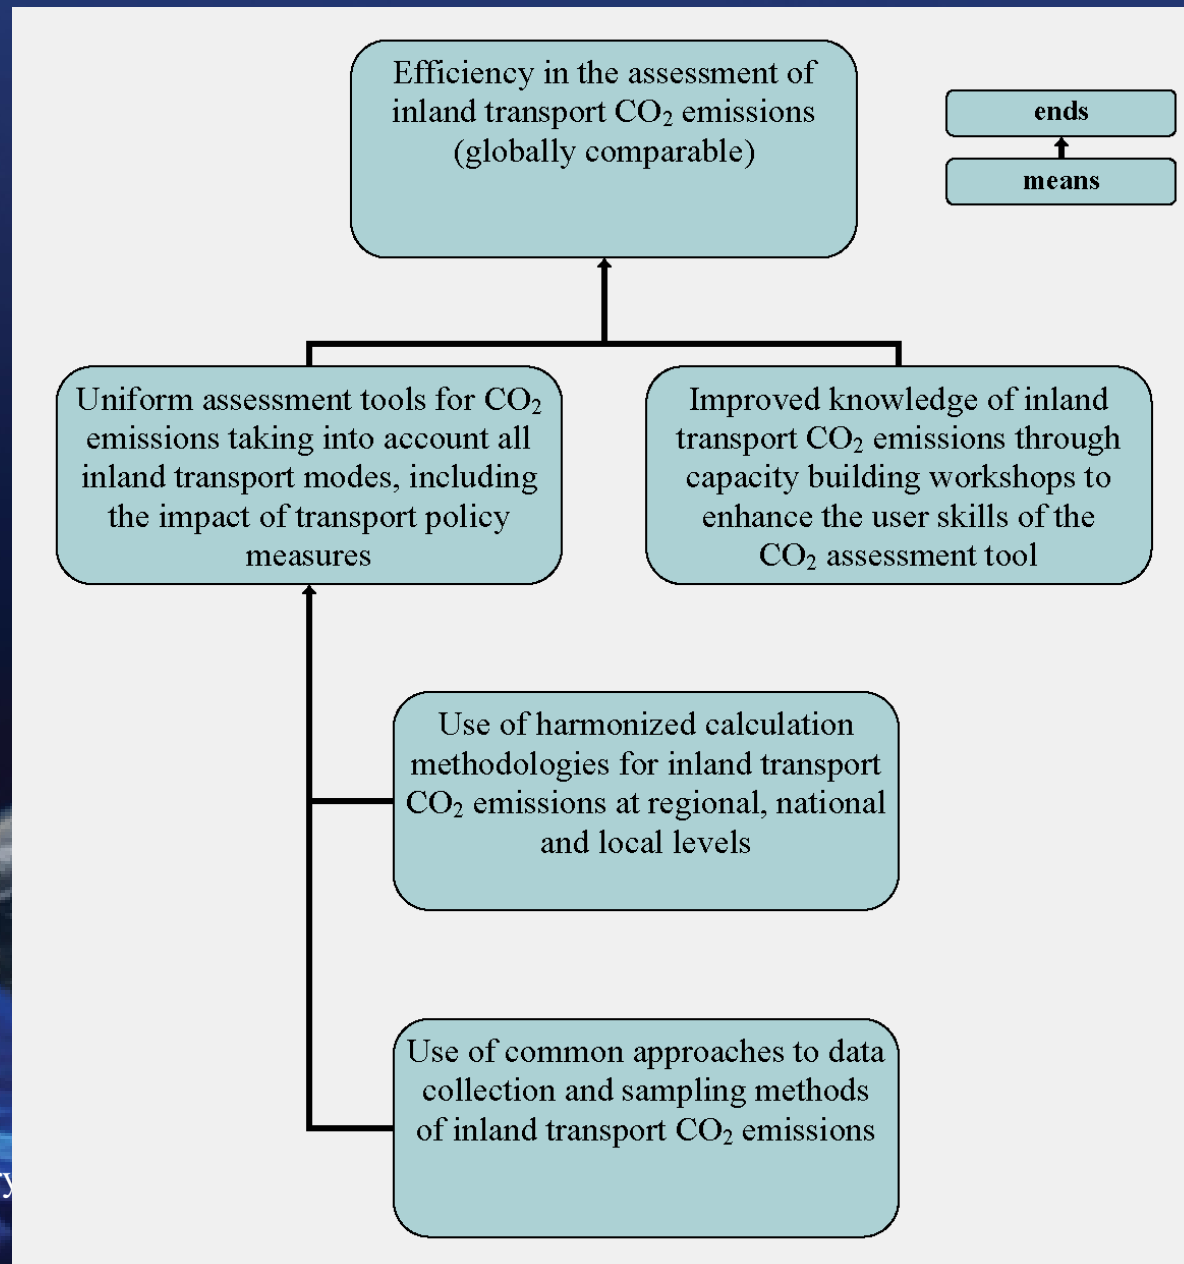 Efficiency in the assessment of
inland transport CO₂ emissions
(globally comparable)
ends
means
Uniform assessment tools for CO₂
emissions taking into account all
inland transport modes, including
the impact of transport policy
measures
Improved knowledge of inland
transport CO₂ emissions through
capacity building workshops to
enhance the user skills of the
CO₂ assessment tool
Use of harmonized calculation
methodologies for inland transport
CO₂ emissions at regional, national
and local levels
Use of common approaches to data
collection and sampling methods
of inland transport CO₂ emissions